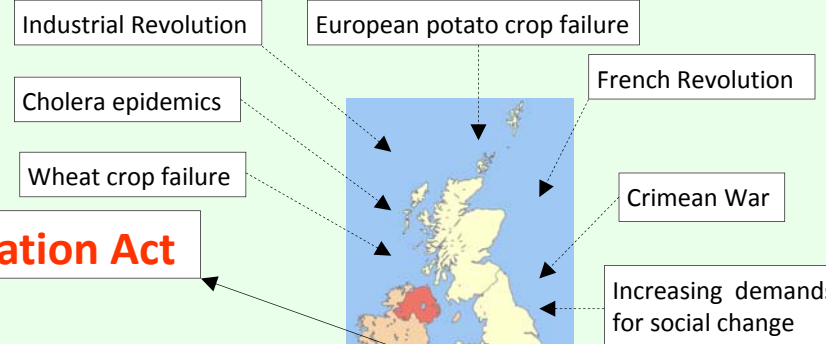 Industrial Revolution
European potato crop failure
French Revolution
Cholera epidemics
Wheat crop failure
Crimean War
ation Act
Increasing demands
for social change